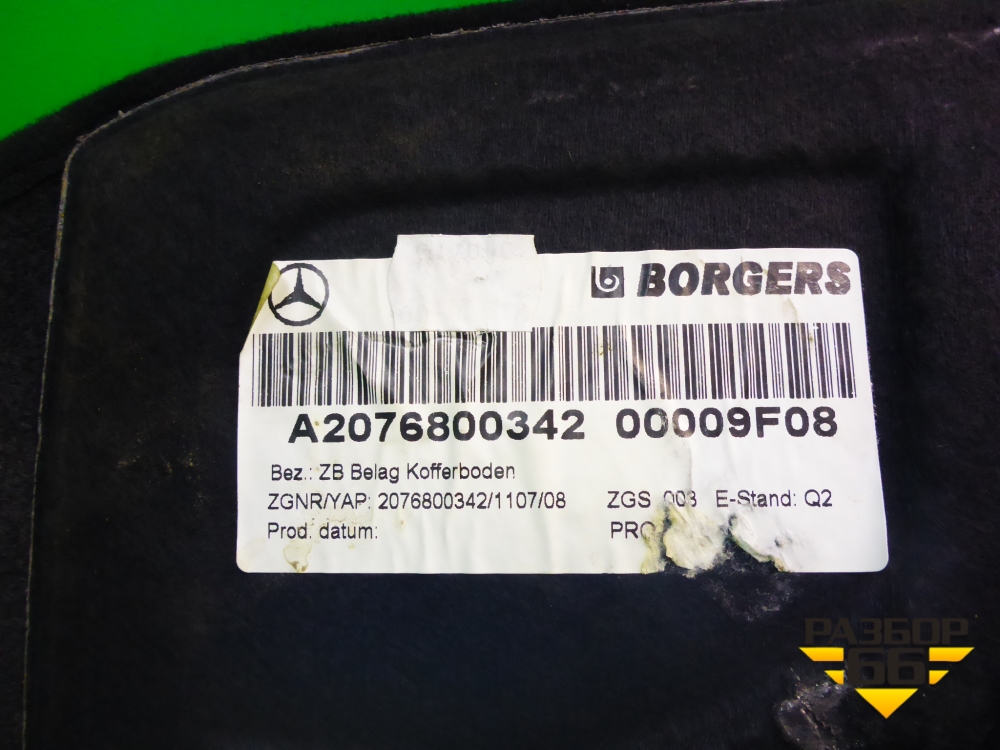 BORGERS
A2076800342 00009F08
Bez.: ZB Belag Kofferboden
ZGNR/YAP: 2076800342/1107/08 ZGS 003 E-Stand: Q2
Prod. datum:
РАЗБОР
66